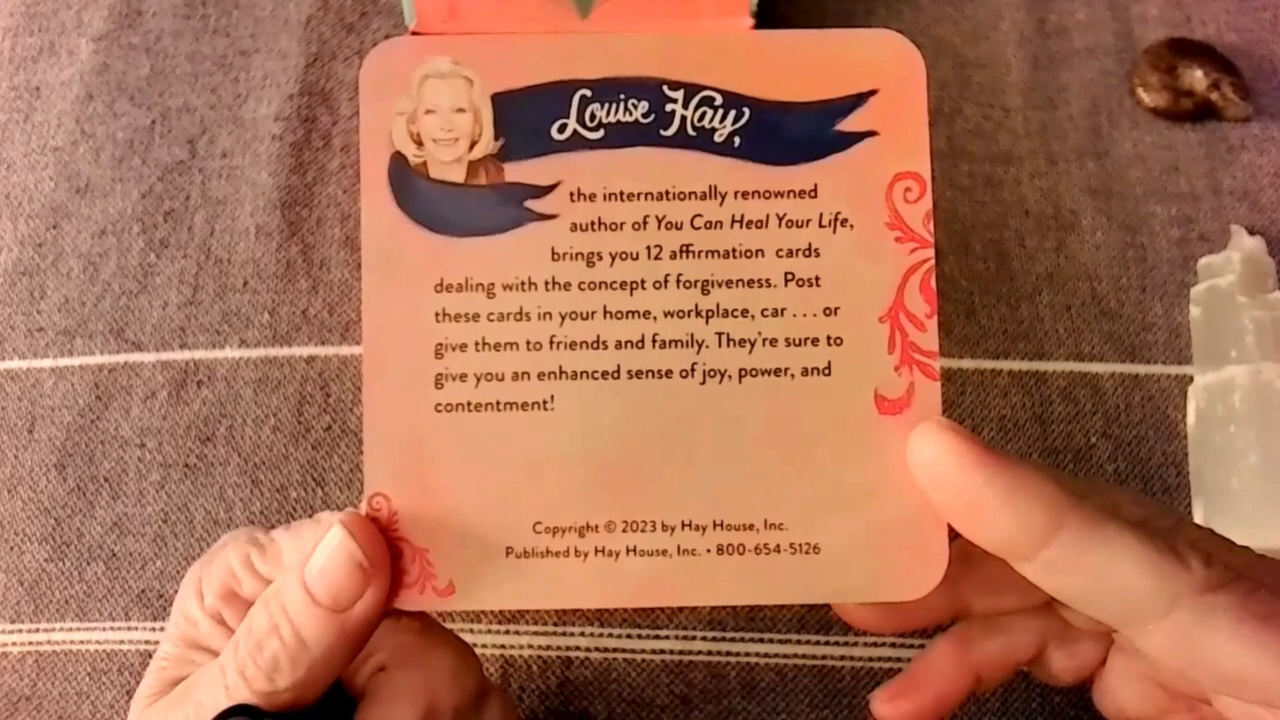 Louise Hay,
the internationally renowned
author of You Can Heal Your Life,
brings you 12 affirmation cards
dealing with the concept of forgiveness. Post
these cards in your home, workplace, car . . . or
give them to friends and family. They're sure to
give you an enhanced sense of joy, power, and
contentment!
Copyright © 2023 by Hay House, Inc.
Published by Hay House, Inc. • 800-654-5126